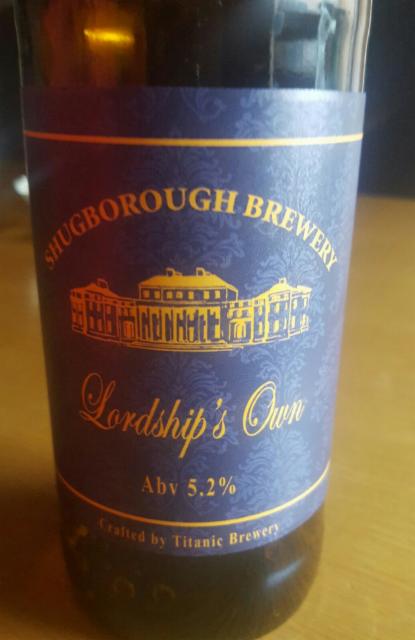 SHUGBOROUGH BREWERY
Lordship's Own
Abv 5.2%
Crafted by Titanic Brewery